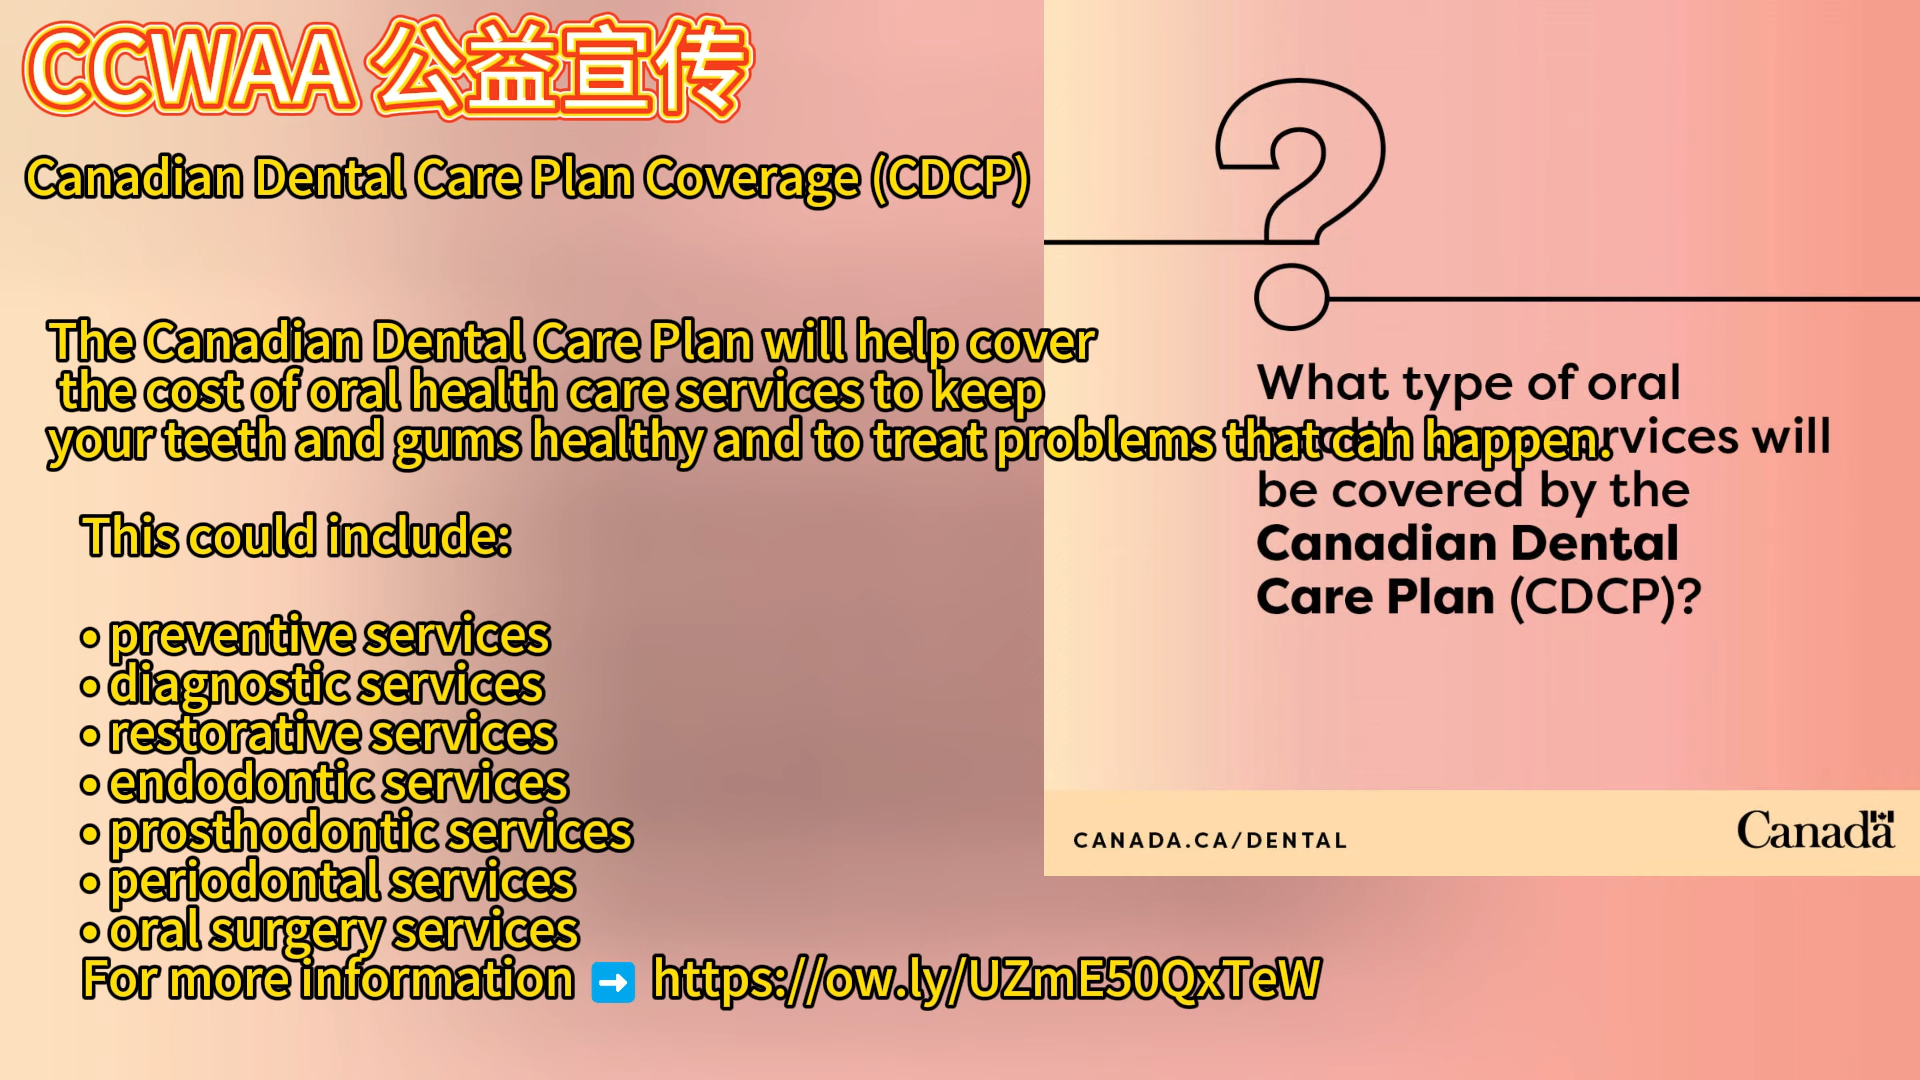 CCWAA 公益宣传
Canadian Dental Care Plan Coverage (CDCP)
The Canadian Dental Care Plan will help cover
the cost of oral health care services to keep
your teeth and gums healthy and to treat problems that can happen.
This could include:
• preventive services
• diagnostic services
• restorative services
• endodontic services
• prosthodontic services
• periodontal services
• oral surgery services
For more information ➡ https://ow.ly/UZmE50QxTeW
What type of oral
will
be covered by the
Canadian Dental
Care Plan (CDCP)?
CANADA.CA/DENTAL
Canada